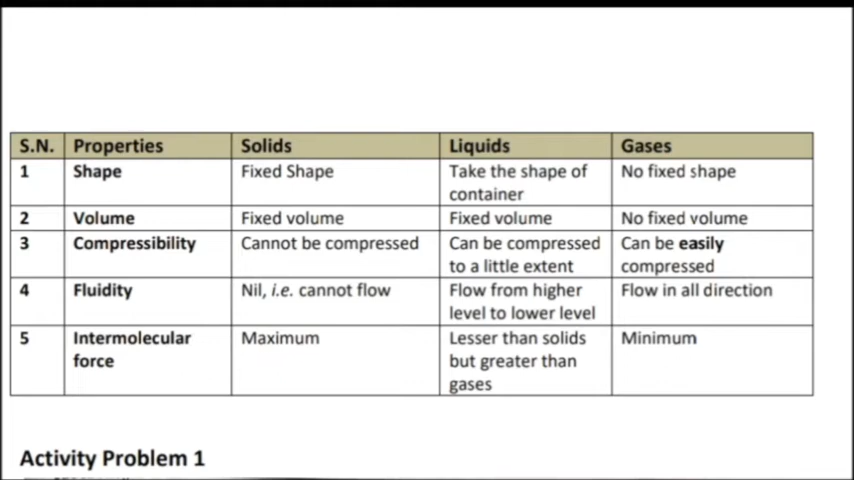 S.N. Properties Solids Liquids Gases
1 Shape Fixed Shape Take the shape of container No fixed shape
2 Volume Fixed volume Fixed volume No fixed volume
3 Compressibility Cannot be compressed Can be compressed to a little extent Can be easily compressed
4 Fluidity Nil, i.e. cannot flow Flow from higher level to lower level Flow in all direction
5 Intermolecular force Maximum Lesser than solids but greater than gases Minimum
Activity Problem 1